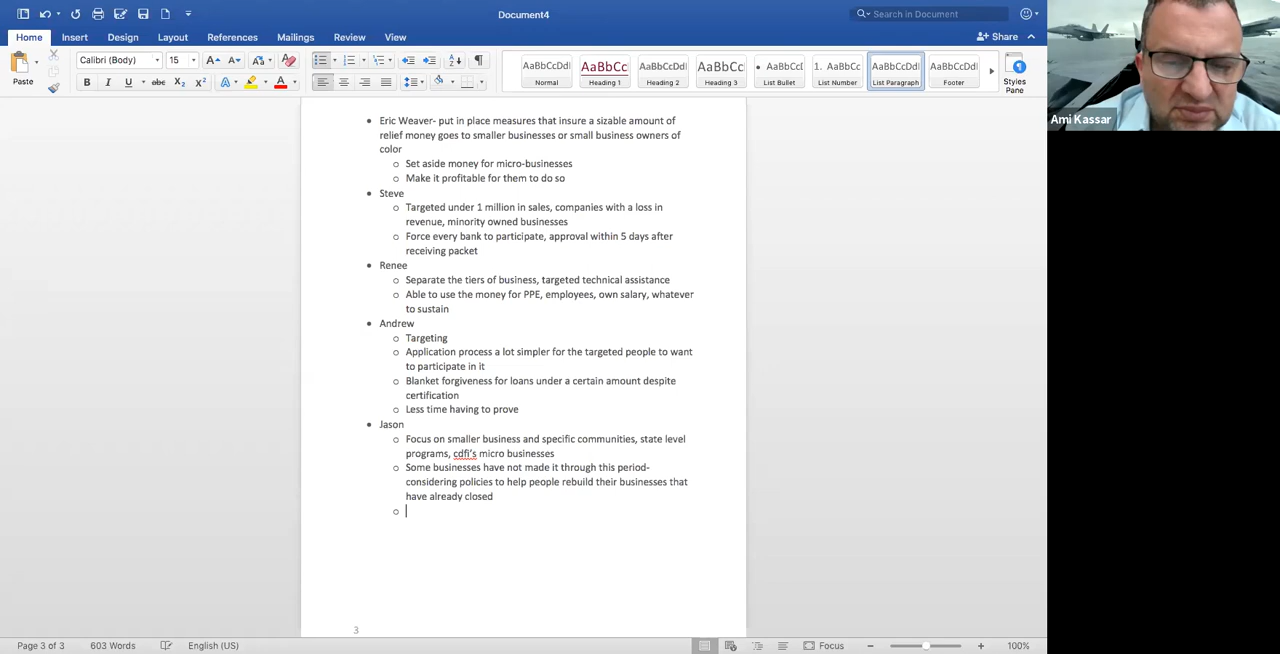 Document4
Search in Document
Home Insert Design Layout References Mailings Review View
Share
Paste
Calibri (Body) 15
B I U abc X2 X2 A A
AaBbCcDdI AaBbCc AaBbCcDd AaBbCc • AaBbCcI 1. AaBbCc AaBbCcDdI AaBbCcDd
Normal Heading 1 Heading 2 Heading 3 List Bullet List Number List Paragraph Footer
Styles
Pane
• Eric Weaver- put in place measures that insure a sizable amount of
relief money goes to smaller businesses or small business owners of
color
o Set aside money for micro-businesses
o Make it profitable for them to do so
• Steve
o Targeted under 1 million in sales, companies with a loss in
revenue, minority owned businesses
o Force every bank to participate, approval within 5 days after
receiving packet
• Renee
o Separate the tiers of business, targeted technical assistance
o Able to use the money for PPE, employees, own salary, whatever
to sustain
• Andrew
o Targeting
o Application process a lot simpler for the targeted people to want
to participate in it
o Blanket forgiveness for loans under a certain amount despite
certification
o Less time having to prove
• Jason
o Focus on smaller business and specific communities, state level
programs, cdfi's micro businesses
o Some businesses have not made it through this period-
considering policies to help people rebuild their businesses that
have already closed
o
3
Page 3 of 3 603 Words English (US) Focus 100%
Ami Kassar